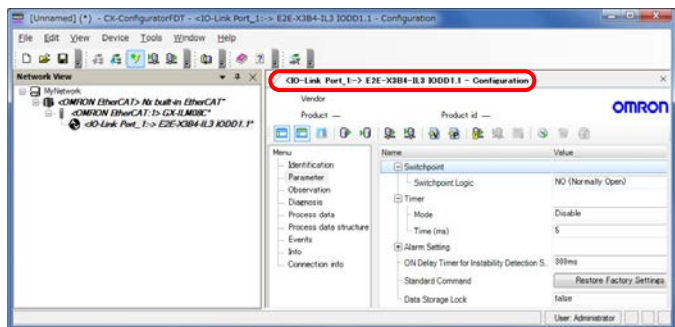 [Unnamed] (*) - CX-ConfiguratorFDT - <IO-Link Port_1:-> E2E-X3B4-IL3 IODD1.1 - Configuration
File Edit View Device Tools Window Help
Network View
MyNetwork
<OMRON EtherCAT> Nx built-in EtherCAT*
<OMRON EtherCAT:1> GX-ILM08C*
<IO-Link Port_1:-> E2E-X3B4-IL3 IODD1.1*
<IO-Link Port_1:-> E2E-X3B4-IL3 IODD1.1 - Configuration
Vendor
Product —
Product id —
OMRON
Menu
Identification
Parameter
Observation
Diagnosis
Process data
Process data structure
Events
Info
Connection info
Name Value
Switchpoint
Switchpoint Logic NO (Normally Open)
Timer
Mode Disable
Time (ms) 5
Alarm Setting
ON Delay Timer for Instability Detection S.. 300ms
Standard Command Restore Factory Settings
Data Storage Lock false
User: Administrator